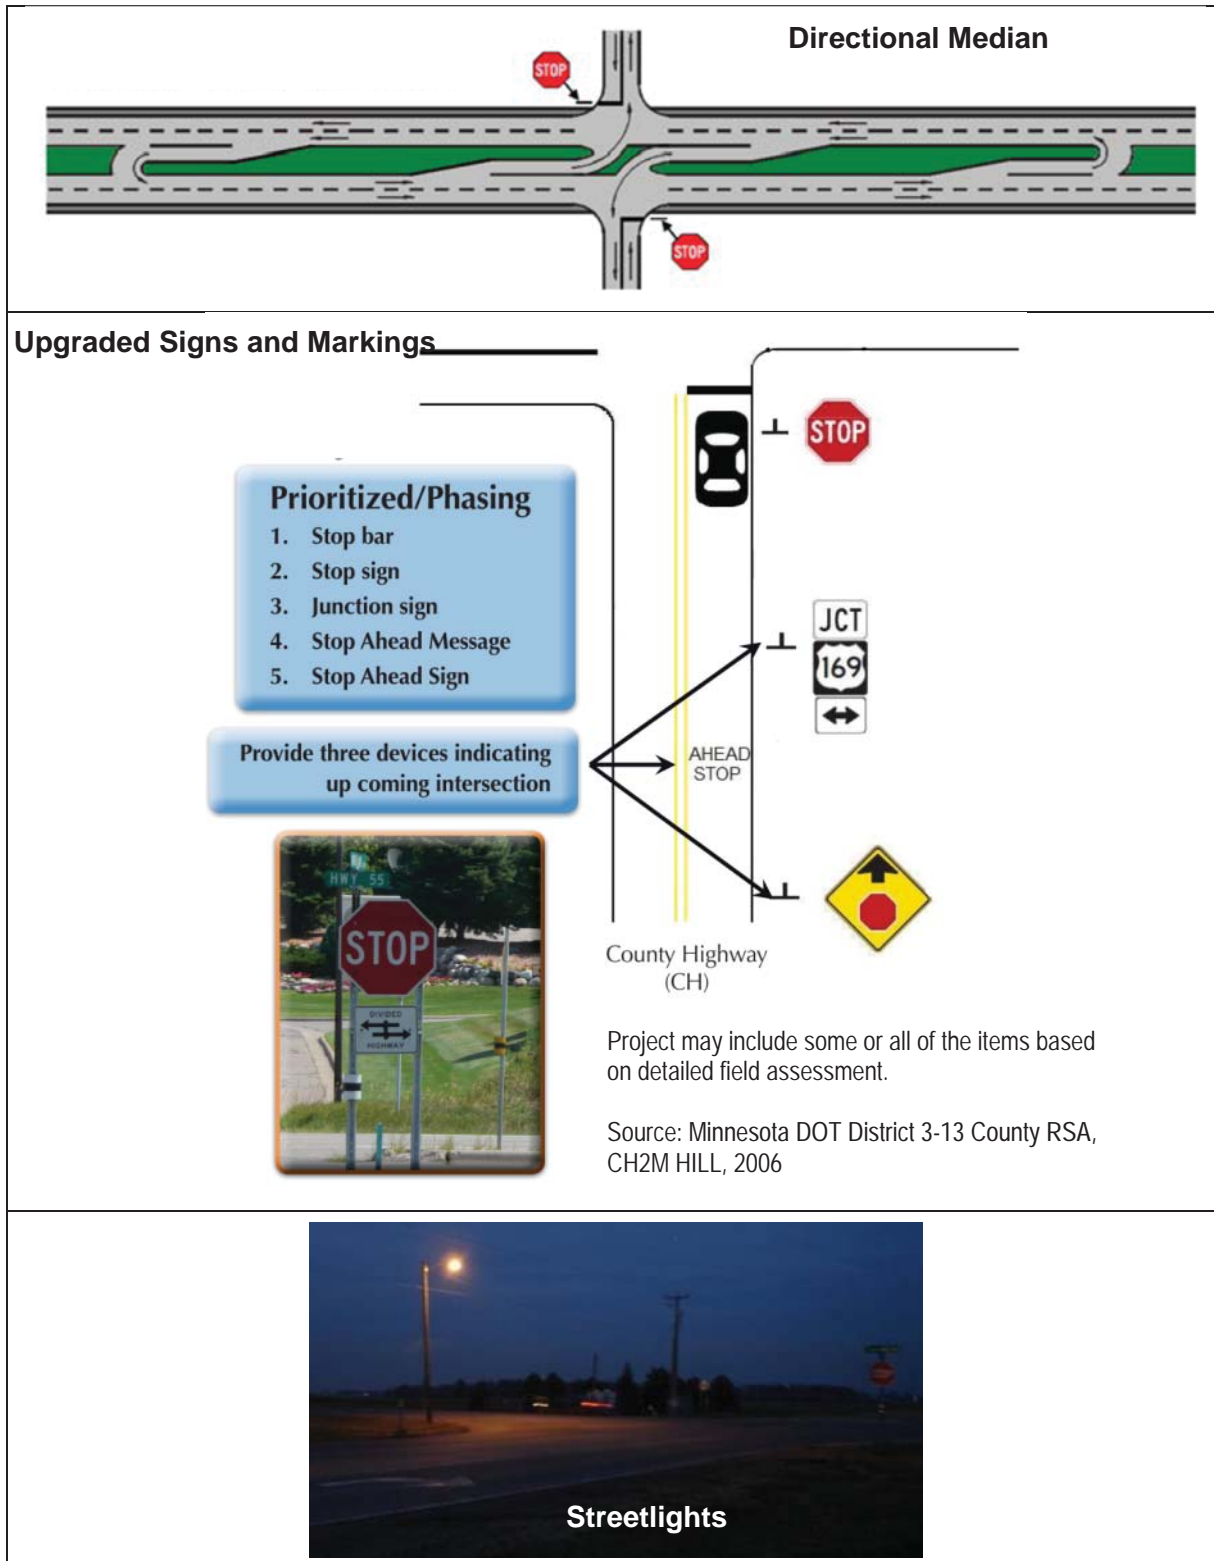 Directional Median
STOP
STOP
Upgraded Signs and Markings
STOP
Prioritized/Phasing
1. Stop bar
2. Stop sign
3. Junction sign
4. Stop Ahead Message
5. Stop Ahead Sign
JCT
169
Provide three devices indicating
up coming intersection
AHEAD
STOP
HWY 55
STOP
DIVIDED
HIGHWAY
County Highway
(CH)
Project may include some or all of the items based
on detailed field assessment.
Source: Minnesota DOT District 3-13 County RSA,
CH2M HILL, 2006
Streetlights